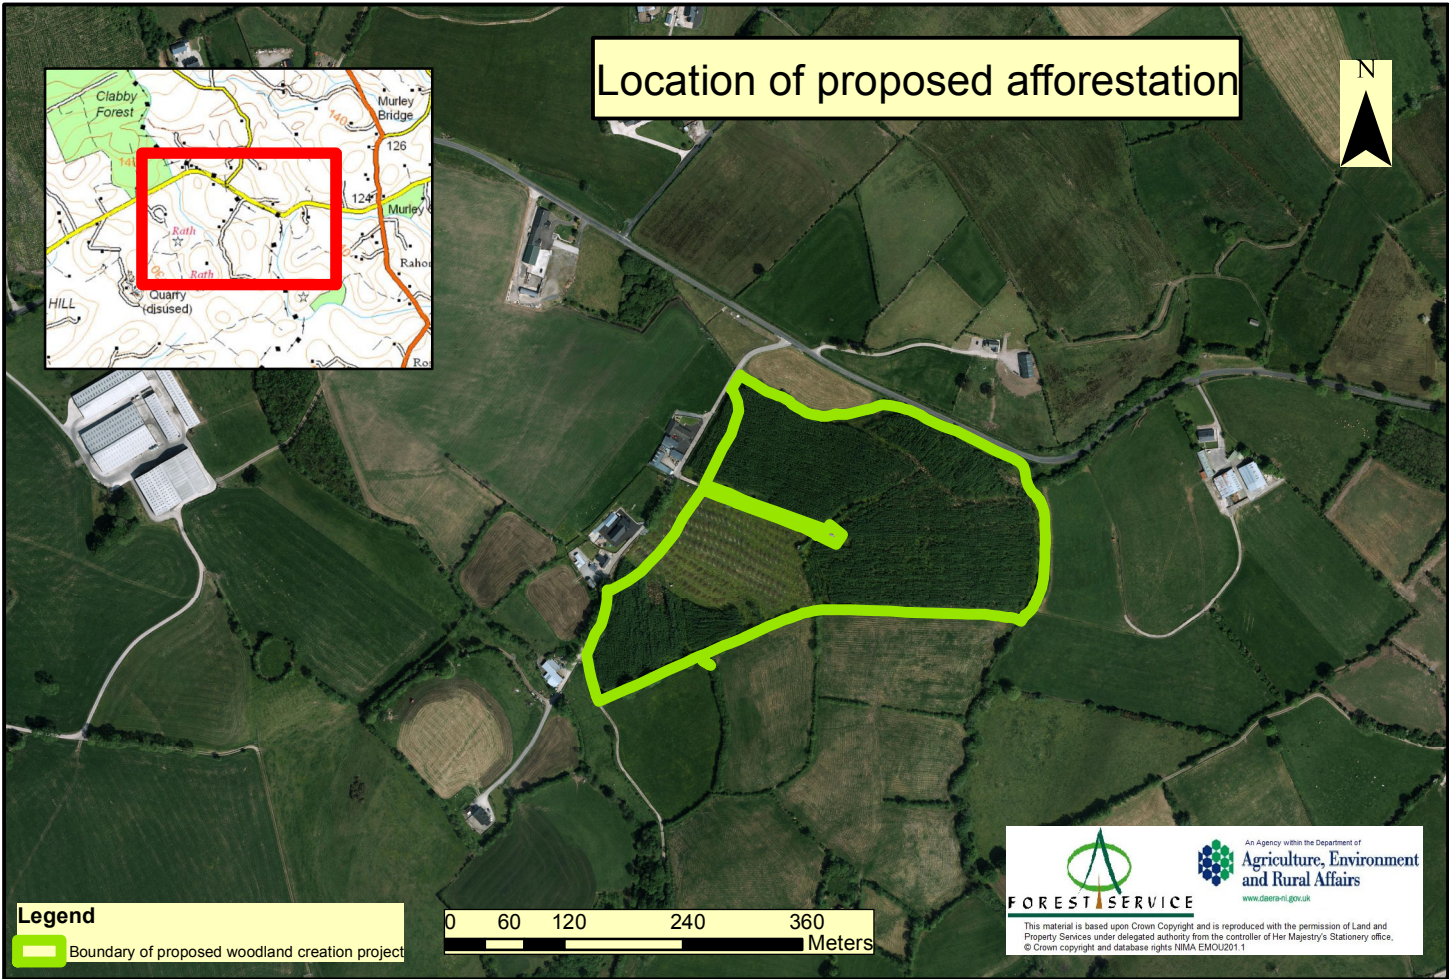 Location of proposed afforestation
N
Clabby
Forest
Murley
Bridge
140
126
14
124
Murley
Rath
Rath
Rahor
Quarry
(disused)
HILL
Ros
FOREST SERVICE
An Agency within the Department of
Agriculture, Environment
and Rural Affairs
www.daera-ni.gov.uk
This material is based upon Crown Copyright and is reproduced with the permission of Land and
Property Services under delegated authority from the controller of Her Majesty's Stationery office,
© Crown copyright and database rights NIMA EMOU201.1
Legend
Boundary of proposed woodland creation project
0 60 120 240 360
Meters